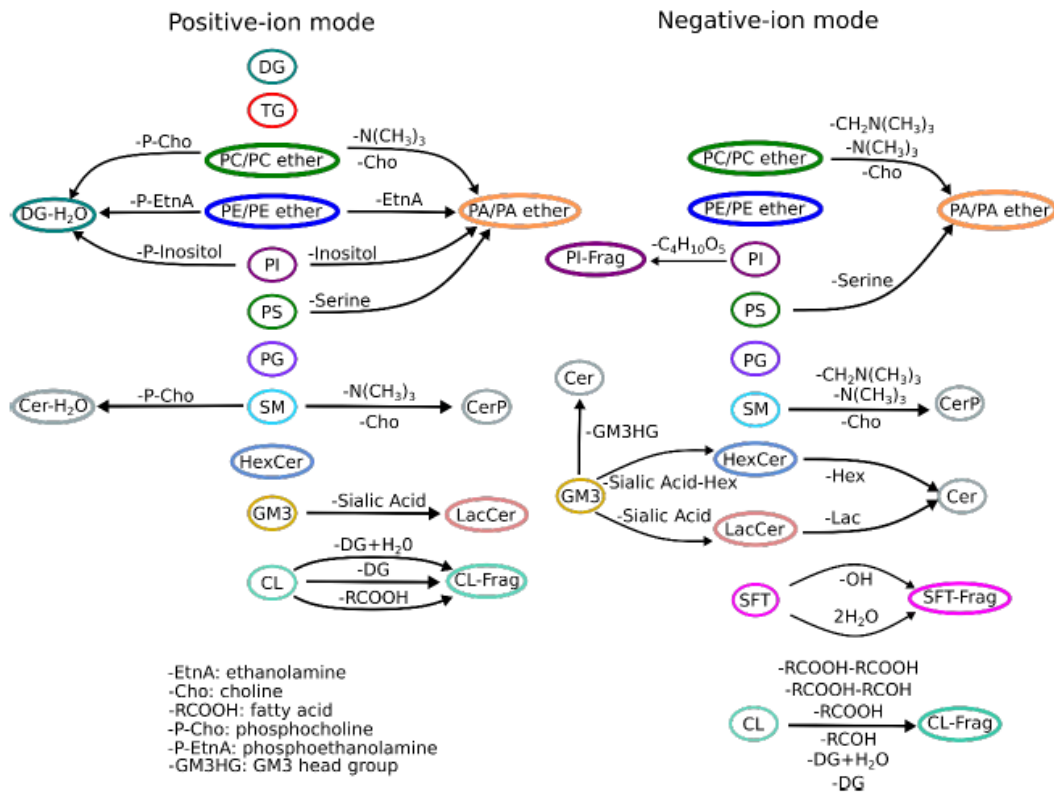 Positive-ion mode
DG
TG
-P-Cho
-N(CH₃)₃
PC/PC ether
-Cho
DG-H₂O
-P-EtnA
PE/PE ether
-EtnA
PA/PA ether
-P-Inositol
PI
-Inositol
PS
-Serine
PG
Cer-H₂O
-P-Cho
SM
-N(CH₃)₃
-Cho
CerP
HexCer
GM3
-Sialic Acid
LacCer
-DG+H₂0
CL
-DG
CL-Frag
-RCOOH
-EtnA: ethanolamine
-Cho: choline
-RCOOH: fatty acid
-P-Cho: phosphocholine
-P-EtnA: phosphoethanolamine
-GM3HG: GM3 head group
Negative-ion mode
-CH₂N(CH₃)₃
PC/PC ether
-N(CH₃)₃
-Cho
PE/PE ether
PA/PA ether
PI-Frag
-C₄H₁₀O₅
PI
-Serine
PS
PG
Cer
-CH₂N(CH₃)₃
SM
-N(CH₃)₃
-Cho
CerP
-GM3HG
HexCer
-Sialic Acid-Hex
-Hex
GM3
Cer
-Sialic Acid
LacCer
-Lac
-OH
SFT
SFT-Frag
2H₂O
-RCOOH-RCOOH
-RCOOH-RCOH
-RCOOH
CL
CL-Frag
-RCOH
-DG+H₂O
-DG